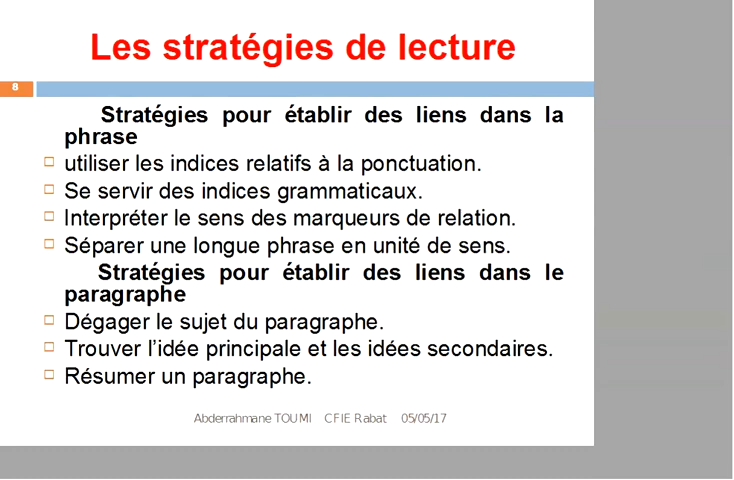 Les stratégies de lecture
8
Stratégies pour établir des liens dans la
phrase
utiliser les indices relatifs à la ponctuation.
Se servir des indices grammaticaux.
Interpréter le sens des marqueurs de relation.
Séparer une longue phrase en unité de sens.
Stratégies pour établir des liens dans le
paragraphe
Dégager le sujet du paragraphe.
Trouver l’idée principale et les idées secondaires.
Résumer un paragraphe.
Abderrahmane TOUMI CFIE Rabat 05/05/17